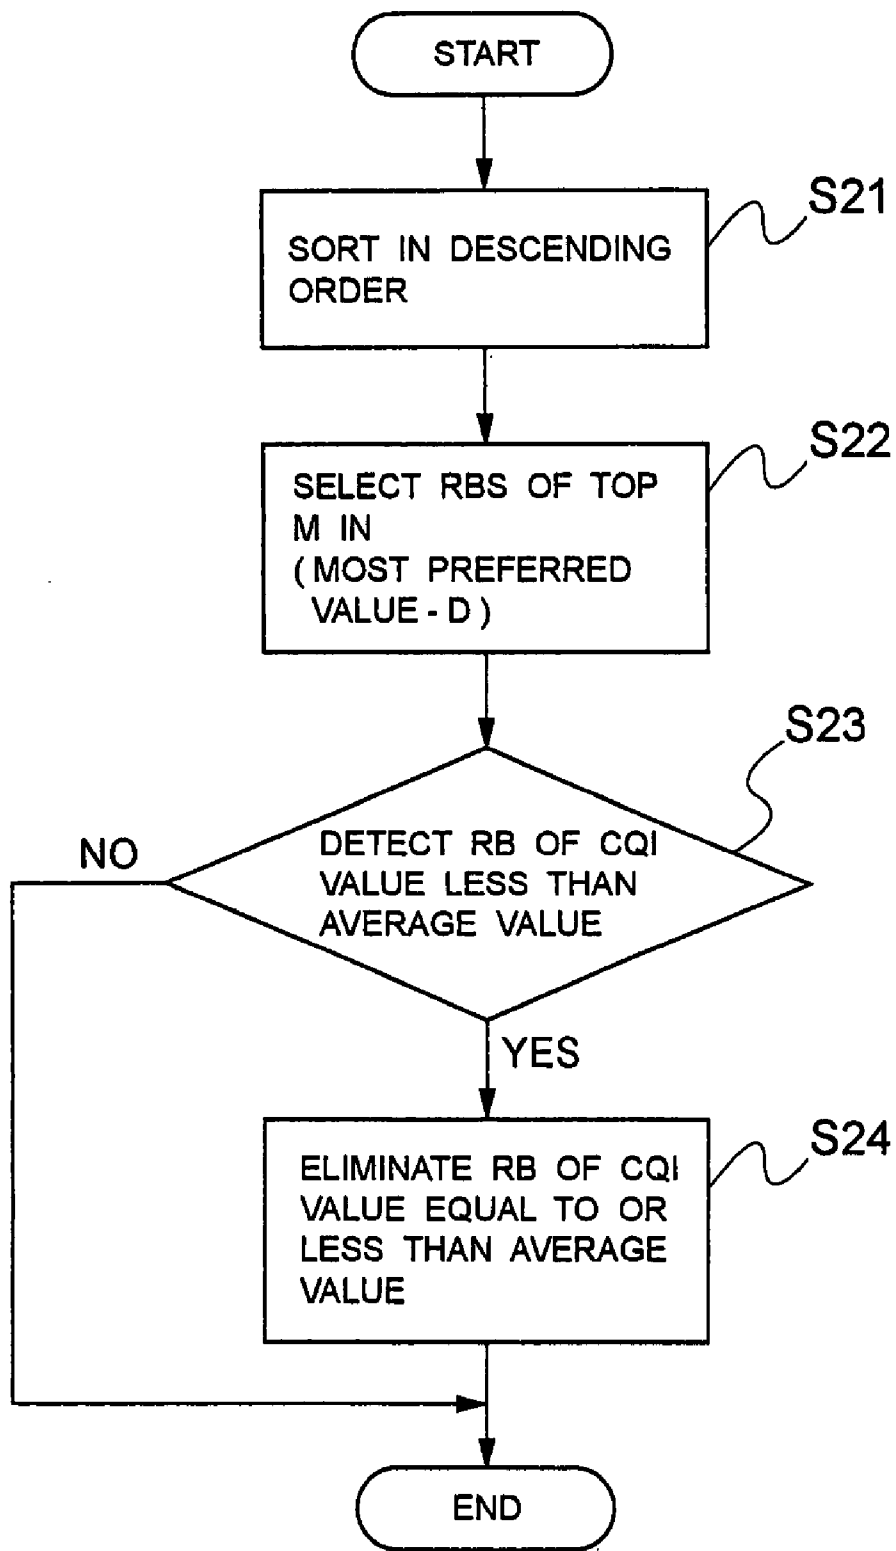 START
S21
SORT IN DESCENDING
ORDER
S22
SELECT RBS OF TOP
M IN
(MOST PREFERRED
VALUE-D)
S23
NO
DETECT RB OF CQI
VALUE LESS THAN
AVERAGE VALUE
YES
S24
ELIMINATE RB OF CQI
VALUE EQUAL TO OR
LESS THAN AVERAGE
VALUE
END